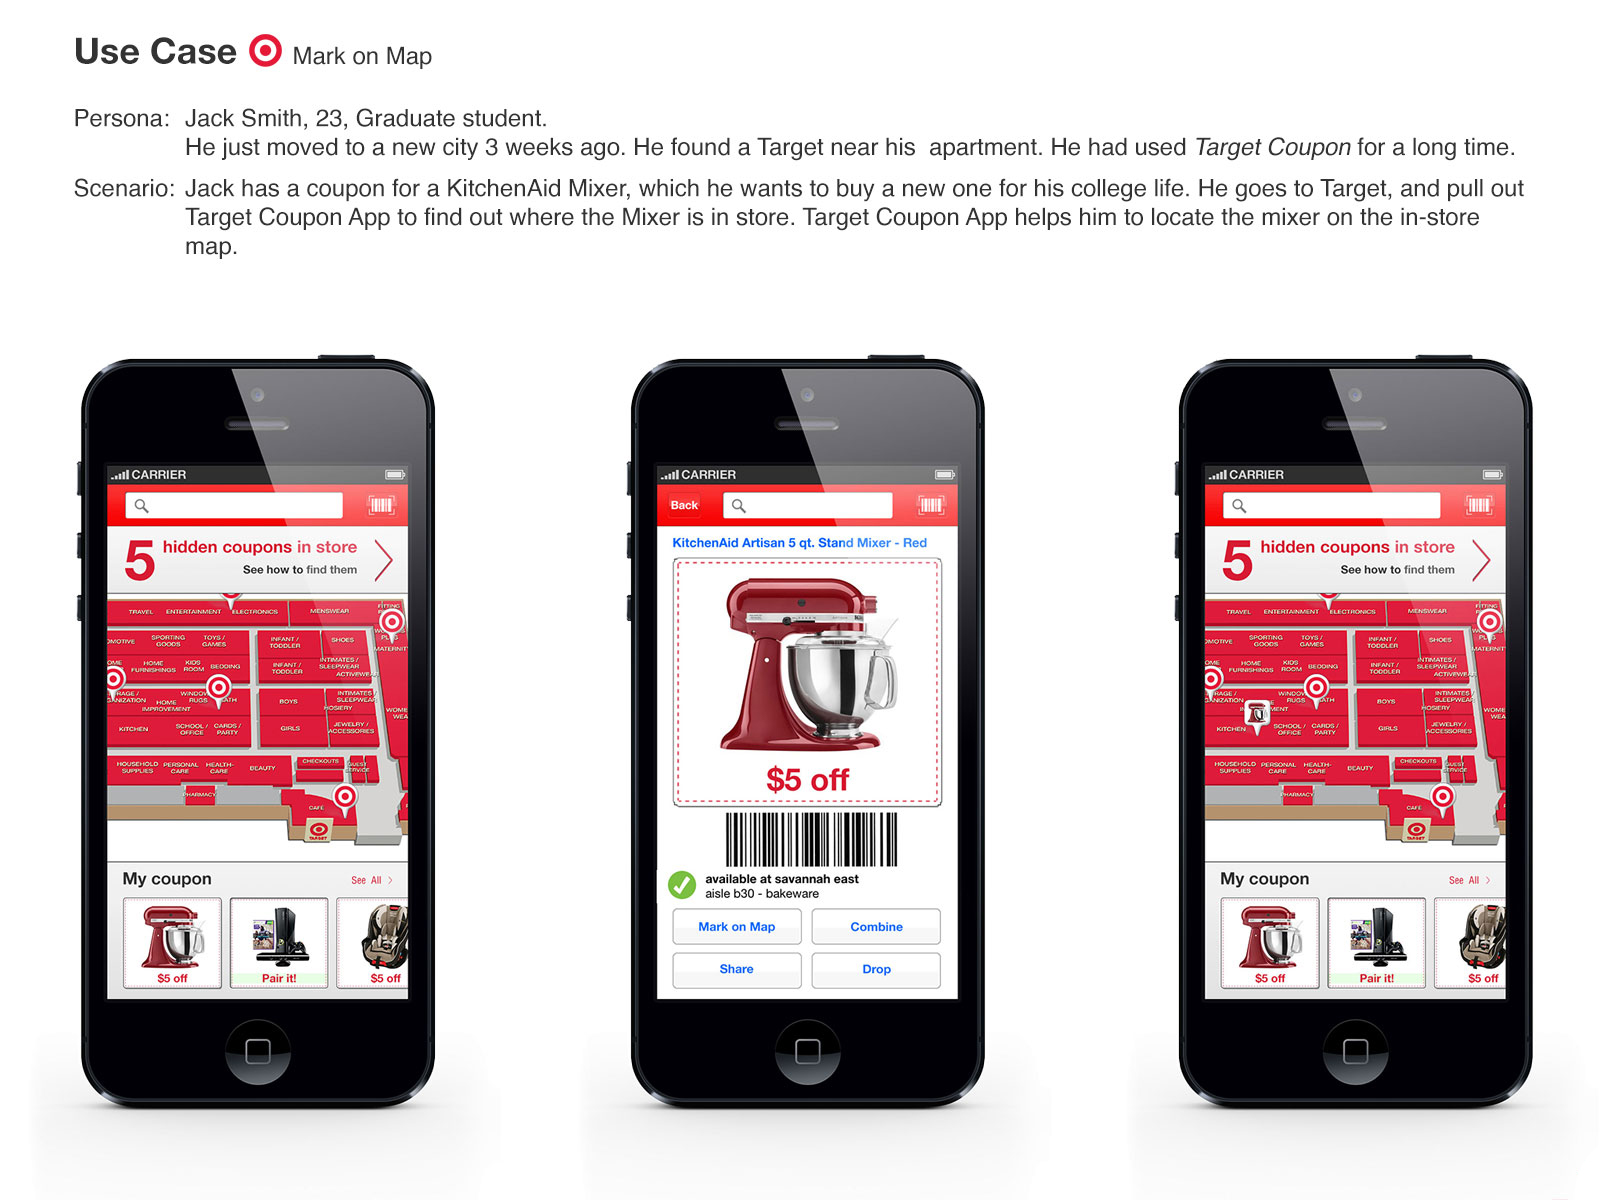 Use Case Mark on Map
Persona: Jack Smith, 23, Graduate student.
He just moved to a new city 3 weeks ago. He found a Target near his apartment. He had used Target Coupon for a long time.
Scenario: Jack has a coupon for a KitchenAid Mixer, which he wants to buy a new one for his college life. He goes to Target, and pull out
Target Coupon App to find out where the Mixer is in store. Target Coupon App helps him to locate the mixer on the in-store
map.
CARRIER
5 hidden coupons in store
See how to find them
TRAVEL ENTERTAINMENT ELECTRONICS MENSWEAR FITTING
OMOTIVE SPORTING GOODS TOYS / GAMES INFANT / TODDLER SHOES PLUS
MATERNIT
OME HOME FURNISHINGS KIDS ROOM BEDDING INFANT / TODDLER INTIMATES / SLEEPWEAR
ACTIVEWEAR
RAGE / GANIZATION HOME IMPROVEMENT WINDOW RUGS BATH BOYS INTIMATES / SLEEPWEAR
HOSIERY
WOME
WEA
KITCHEN SCHOOL / OFFICE CARDS / PARTY GIRLS JEWELRY / ACCESSORIES
HOUSEHOLD SUPPLIES PERSONAL CARE HEALTH-CARE BEAUTY CHECKOUTS GUEST SERVICE
PHARMACY
CAFE
TARGET
My coupon See All
$5 off Pair it! $5 off
CARRIER
Back
KitchenAid Artisan 5 qt. Stand Mixer - Red
$5 off
available at savannah east
aisle b30 - bakeware
Mark on Map Combine
Share Drop
CARRIER
5 hidden coupons in store
See how to find them
TRAVEL ENTERTAINMENT ELECTRONICS MENSWEAR FITTING
OMOTIVE SPORTING GOODS TOYS / GAMES INFANT / TODDLER SHOES PLUS
MATERNIT
OME HOME FURNISHINGS KIDS ROOM BEDDING INFANT / TODDLER INTIMATES / SLEEPWEAR
ACTIVEWEAR
RAGE / GANIZATION MENT WINDOW RUGS BATH BOYS INTIMATES / SLEEPWEAR
HOSIERY
WOME
WEA
KITCHEN SCHOOL / OFFICE CARDS / PARTY GIRLS JEWELRY / ACCESSORIES
HOUSEHOLD SUPPLIES PERSONAL CARE HEALTH-CARE BEAUTY CHECKOUTS GUEST SERVICE
PHARMACY
CAFE
TARGET
My coupon See All
$5 off Pair it! $5 off